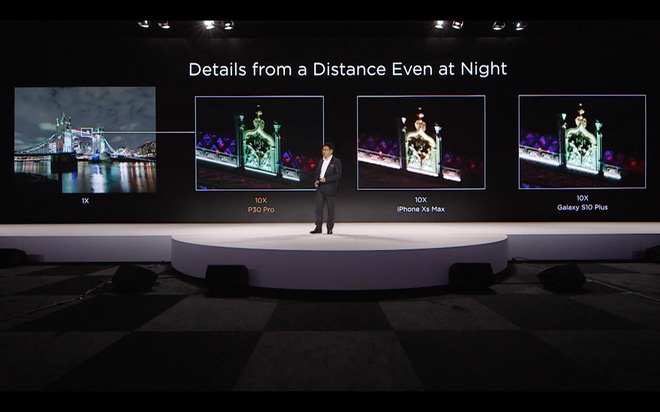 Details from a Distance Even at Night
1X
10X
P30 Pro
10X
iPhone Xs Max
10X
Galaxy S10 Plus